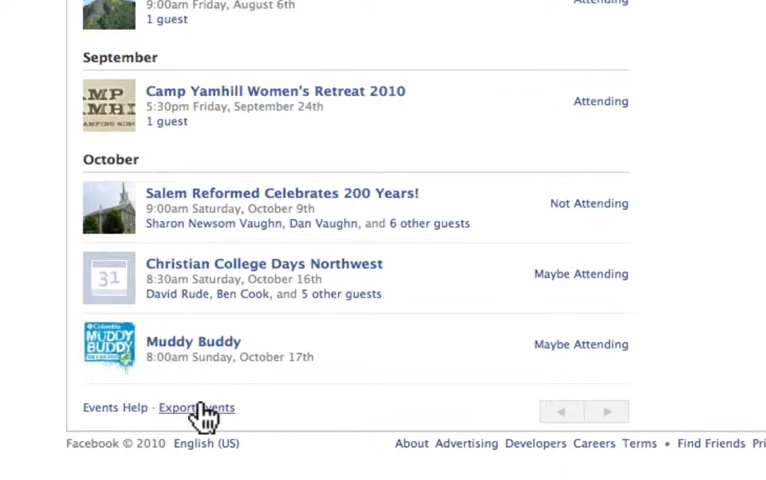 9:00am Friday, August 6th
Attending
1 guest
September
Camp Yamhill Women's Retreat 2010
5:30pm Friday, September 24th
Attending
1 guest
October
Salem Reformed Celebrates 200 Years!
9:00am Saturday, October 9th
Not Attending
Sharon Newsom Vaughn, Dan Vaughn, and 6 other guests
31
Christian College Days Northwest
8:30am Saturday, October 16th
Maybe Attending
David Rude, Ben Cook, and 5 other guests
Columbia
MUDDY
BUDDY
Muddy Buddy
8:00am Sunday, October 17th
Maybe Attending
Events Help · Export Events
Facebook © 2010 English (US)
About Advertising Developers Careers Terms • Find Friends Pri